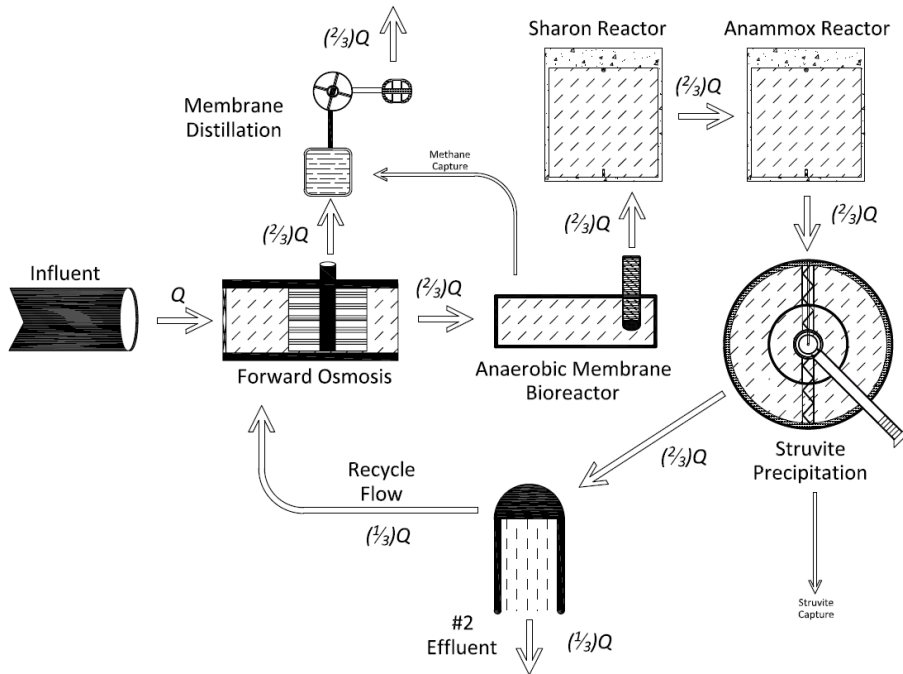 (2/3)Q
Sharon Reactor
Anammox Reactor
(2/3)Q
Membrane
Distillation
Methane
Capture
(2/3)Q
(2/3)Q
(2/3)Q
Influent
Q
(2/3)Q
Forward Osmosis
Anaerobic Membrane
Bioreactor
Struvite
Precipitation
(2/3)Q
Recycle
Flow
(1/3)Q
Struvite
Capture
#2
Effluent
(1/3)Q